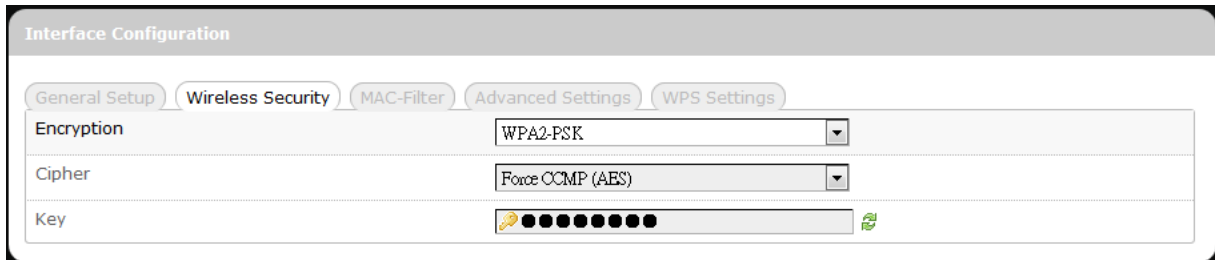 Interface Configuration
General Setup Wireless Security MAC-Filter Advanced Settings WPS Settings
Encryption WPA2-PSK
Cipher Force CCMP (AES)
Key ●●●●●●●●